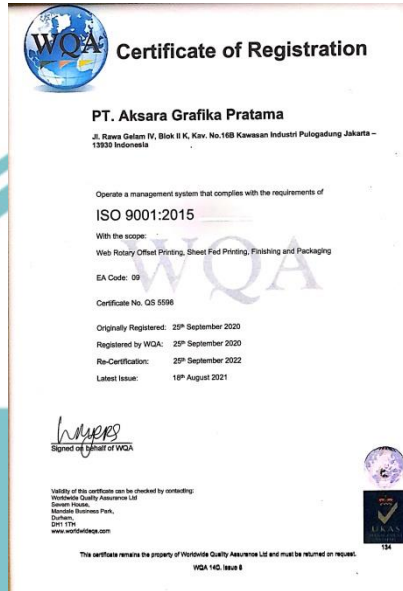 WQA
Certificate of Registration
PT. Aksara Grafika Pratama
Jl. Rawa Gelam IV, Blok II K, Kav. No.16B Kawasan Industri Pulogadung Jakarta –
13930 Indonesia
Operate a management system that complies with the requirements of
ISO 9001:2015
With the scope:
Web Rotary Offset Printing, Sheet Fed Printing, Finishing and Packaging
WQA
EA Code: 09
Certificate No. QS 5598
Originally Registered: 25th September 2020
Registered by WQA: 25th September 2020
Re-Certification: 25th September 2022
Latest Issue: 18th August 2021
Signed on behalf of WQA
Validity of this certificate can be checked by contacting:
Worldwide Quality Assurance Ltd
Severn House,
Mandale Business Park,
Durham,
DH1 1TH
www.worldwideqa.com
UKAS
134
This certificate remains the property of Worldwide Quality Assurance Ltd and must be returned on request.
WQA 14D, Issue 8